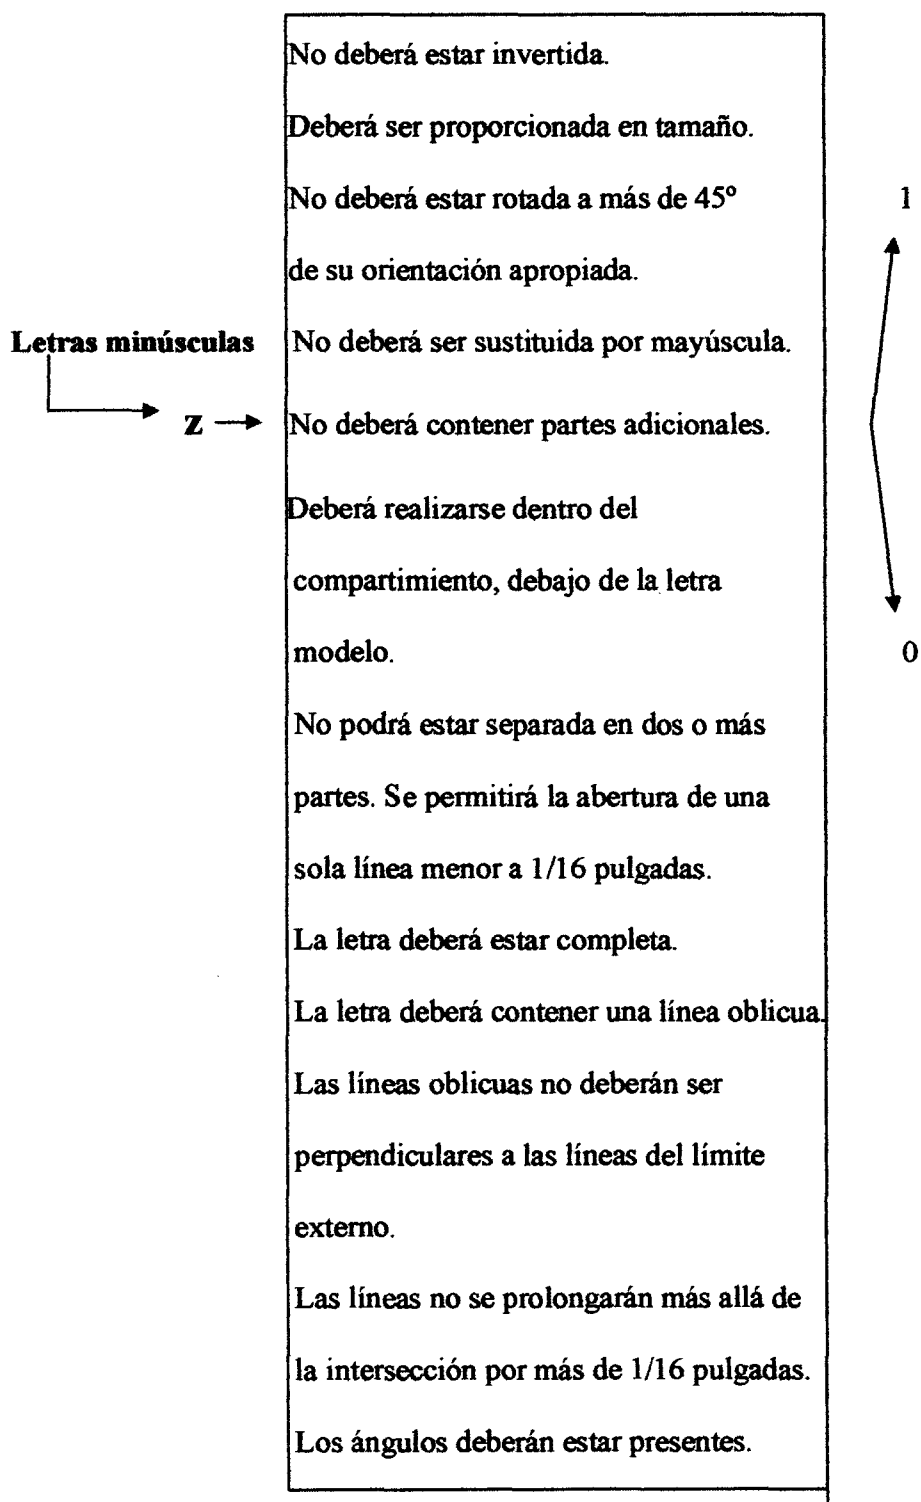 No deberá estar invertida.
Deberá ser proporcionada en tamaño.
No deberá estar rotada a más de 45º
1
de su orientación apropiada.
Letras minúsculas
No deberá ser sustituida por mayúscula.
z
No deberá contener partes adicionales.
Deberá realizarse dentro del
compartimiento, debajo de la letra
modelo.
0
No podrá estar separada en dos o más
partes. Se permitirá la abertura de una
sola línea menor a 1/16 pulgadas.
La letra deberá estar completa.
La letra deberá contener una línea oblicua.
Las líneas oblicuas no deberán ser
perpendiculares a las líneas del límite
externo.
Las líneas no se prolongarán más allá de
la intersección por más de 1/16 pulgadas.
Los ángulos deberán estar presentes.